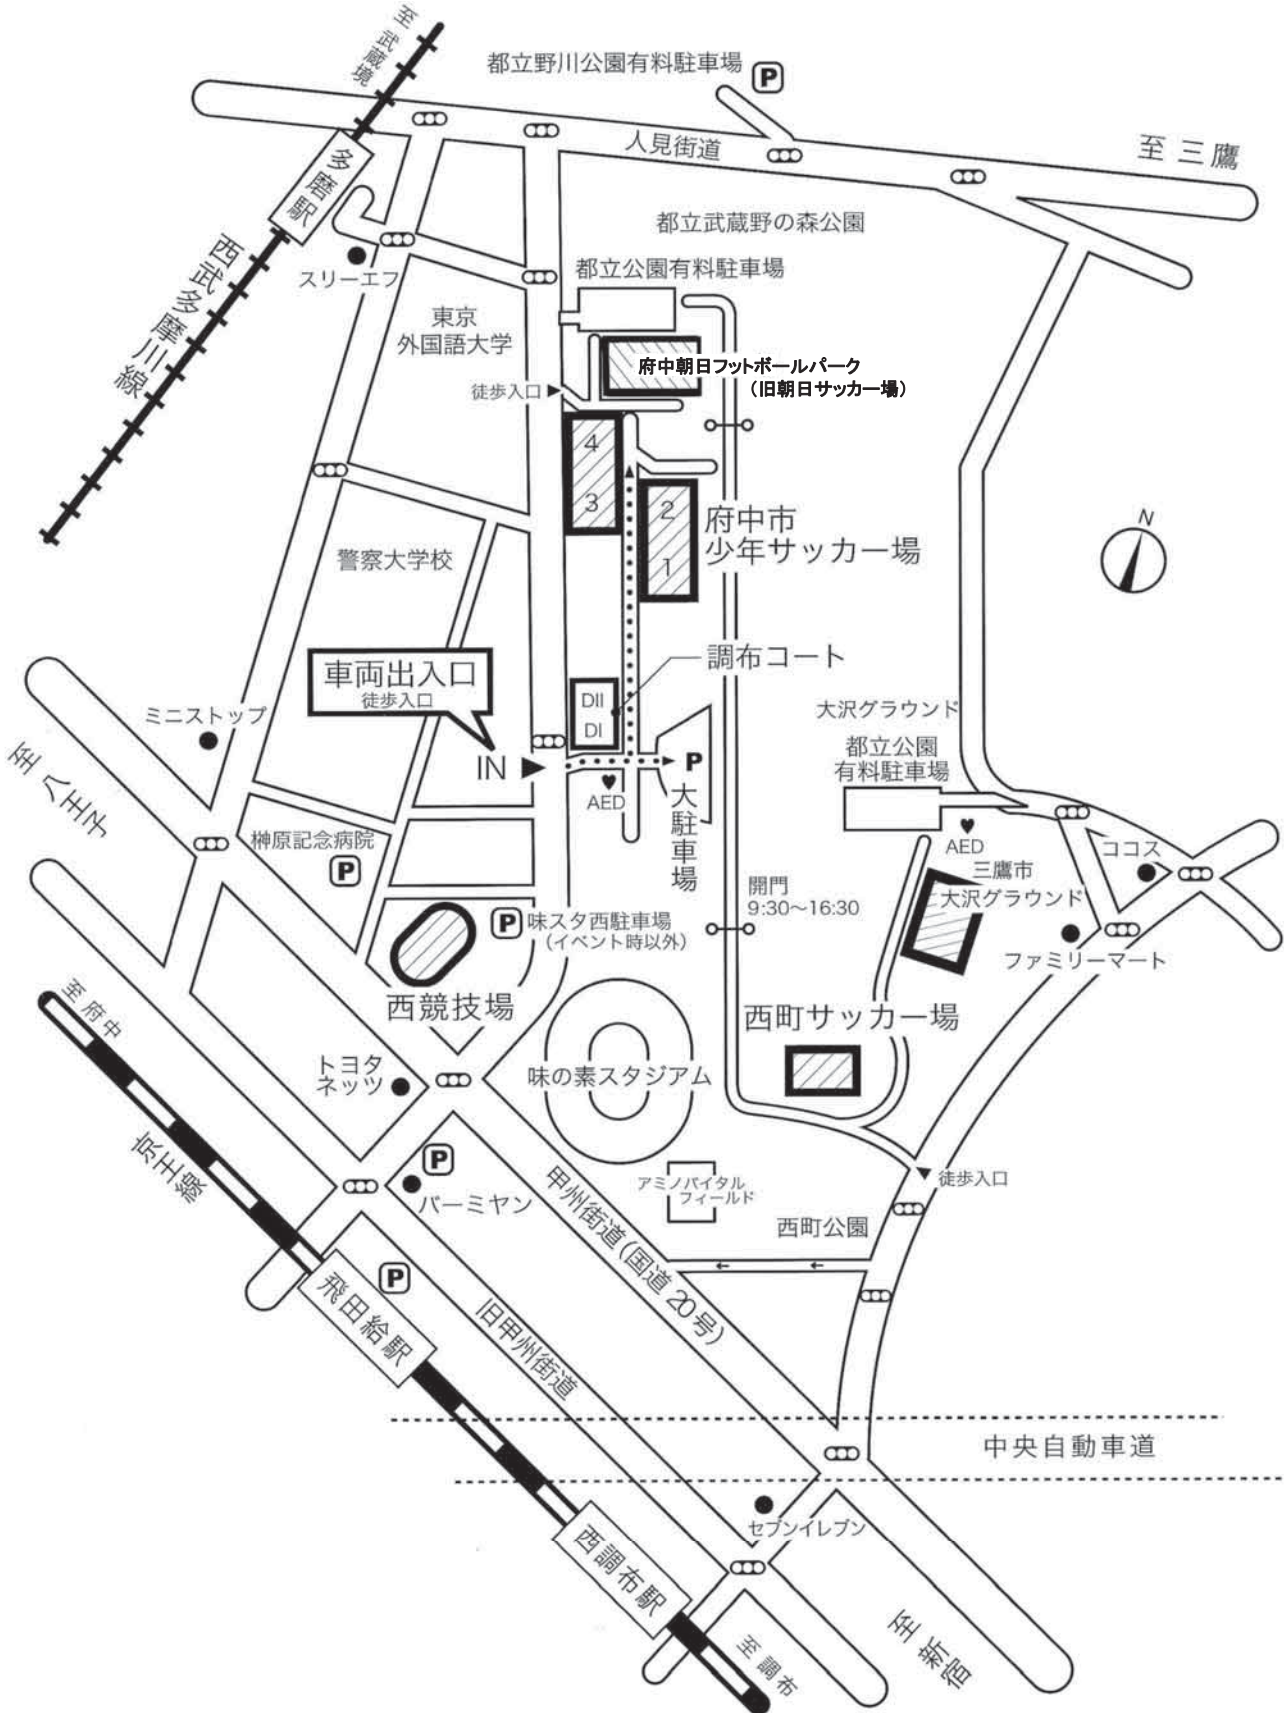 至 武蔵境
都立野川公園有料駐車場
P
人見街道
至 三鷹
多磨駅
都立武蔵野の森公園
スリーエフ
都立公園有料駐車場
西武多摩川線
東京
外国語大学
府中朝日フットボールパーク
(旧朝日サッカー場)
徒歩入口
4
3
2
1
府中市
少年サッカー場
N
警察大学校
調布コート
車両出入口
徒歩入口
DII
DI
ミニストップ
大沢グラウンド
至 八王子
IN
P
大駐車場
都立公園
有料駐車場
AED
AED
榊原記念病院
P
ココス
三鷹市
大沢グラウンド
開門
9:30〜16:30
P
味スタ西駐車場
(イベント時以外)
ファミリーマート
西競技場
西町サッカー場
至 府中
トヨタ
ネッツ
味の素スタジアム
京王線
P
バーミヤン
アミノバイタル
フィールド
徒歩入口
西町公園
甲州街道(国道20号)
P
飛田給駅
旧甲州街道
中央自動車道
セブンイレブン
西調布駅
至 新宿
至 調布